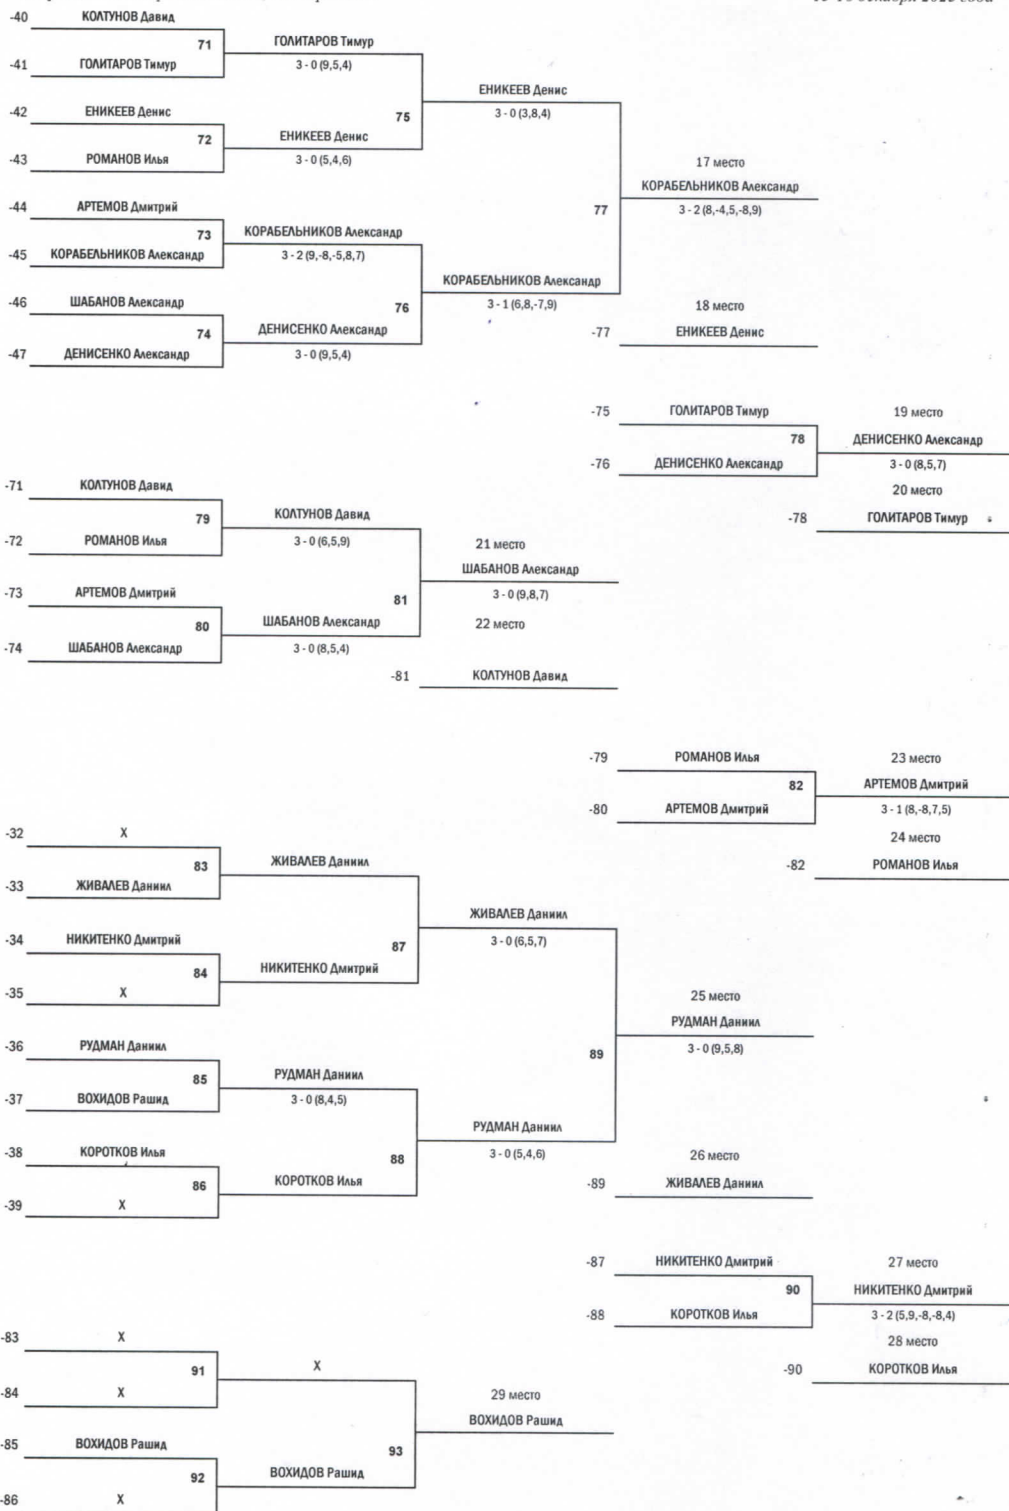 -40 КОЛТУНОВ Давид
71 ГОЛИТАРОВ Тимур
-41 ГОЛИТАРОВ Тимур 3 - 0 (9,5,4)
ЕНИКЕЕВ Денис
-42 ЕНИКЕЕВ Денис 75 3 - 0 (3,8,4)
72 ЕНИКЕЕВ Денис
-43 РОМАНОВ Илья 3 - 0 (5,4,6) 17 место
КОРАБЕЛЬНИКОВ Александр
-44 АРТЕМОВ Дмитрий 77 3 - 2 (8,-4,5,-8,9)
73 КОРАБЕЛЬНИКОВ Александр
-45 КОРАБЕЛЬНИКОВ Александр 3 - 2 (9,-8,-5,8,7)
КОРАБЕЛЬНИКОВ Александр
-46 ШАБАНОВ Александр 76 3 - 1 (6,8,-7,9) 18 место
74 ДЕНИСЕНКО Александр -77 ЕНИКЕЕВ Денис
-47 ДЕНИСЕНКО Александр 3 - 0 (9,5,4)
-75 ГОЛИТАРОВ Тимур 19 место
78 ДЕНИСЕНКО Александр
-76 ДЕНИСЕНКО Александр 3 - 0 (8,5,7)
-71 КОЛТУНОВ Давид 20 место
79 КОЛТУНОВ Давид -78 ГОЛИТАРОВ Тимур
-72 РОМАНОВ Илья 3 - 0 (6,5,9) 21 место
ШАБАНОВ Александр
-73 АРТЕМОВ Дмитрий 81 3 - 0 (9,8,7)
80 ШАБАНОВ Александр 22 место
-74 ШАБАНОВ Александр 3 - 0 (8,5,4)
-81 КОЛТУНОВ Давид
-79 РОМАНОВ Илья 23 место
82 АРТЕМОВ Дмитрий
-80 АРТЕМОВ Дмитрий 3 - 1 (8,-8,7,5)
-32 X 24 место
83 ЖИВАЛЕВ Даниил -82 РОМАНОВ Илья
-33 ЖИВАЛЕВ Даниил
ЖИВАЛЕВ Даниил
-34 НИКИТЕНКО Дмитрий 87 3 - 0 (6,5,7)
84 НИКИТЕНКО Дмитрий
-35 X 25 место
РУДМАН Даниил
-36 РУДМАН Даниил 89 3 - 0 (9,5,8)
85 РУДМАН Даниил
-37 ВОХИДОВ Рашид 3 - 0 (8,4,5)
РУДМАН Даниил
-38 КОРОТКОВ Илья 88 3 - 0 (5,4,6) 26 место
86 КОРОТКОВ Илья -89 ЖИВАЛЕВ Даниил
-39 X
-87 НИКИТЕНКО Дмитрий 27 место
90 НИКИТЕНКО Дмитрий
-88 КОРОТКОВ Илья 3 - 2 (5,9,-8,-8,4)
-83 X 28 место
91 X -90 КОРОТКОВ Илья
-84 X 29 место
ВОХИДОВ Рашид
-85 ВОХИДОВ Рашид 93
92 ВОХИДОВ Рашид
-86 X